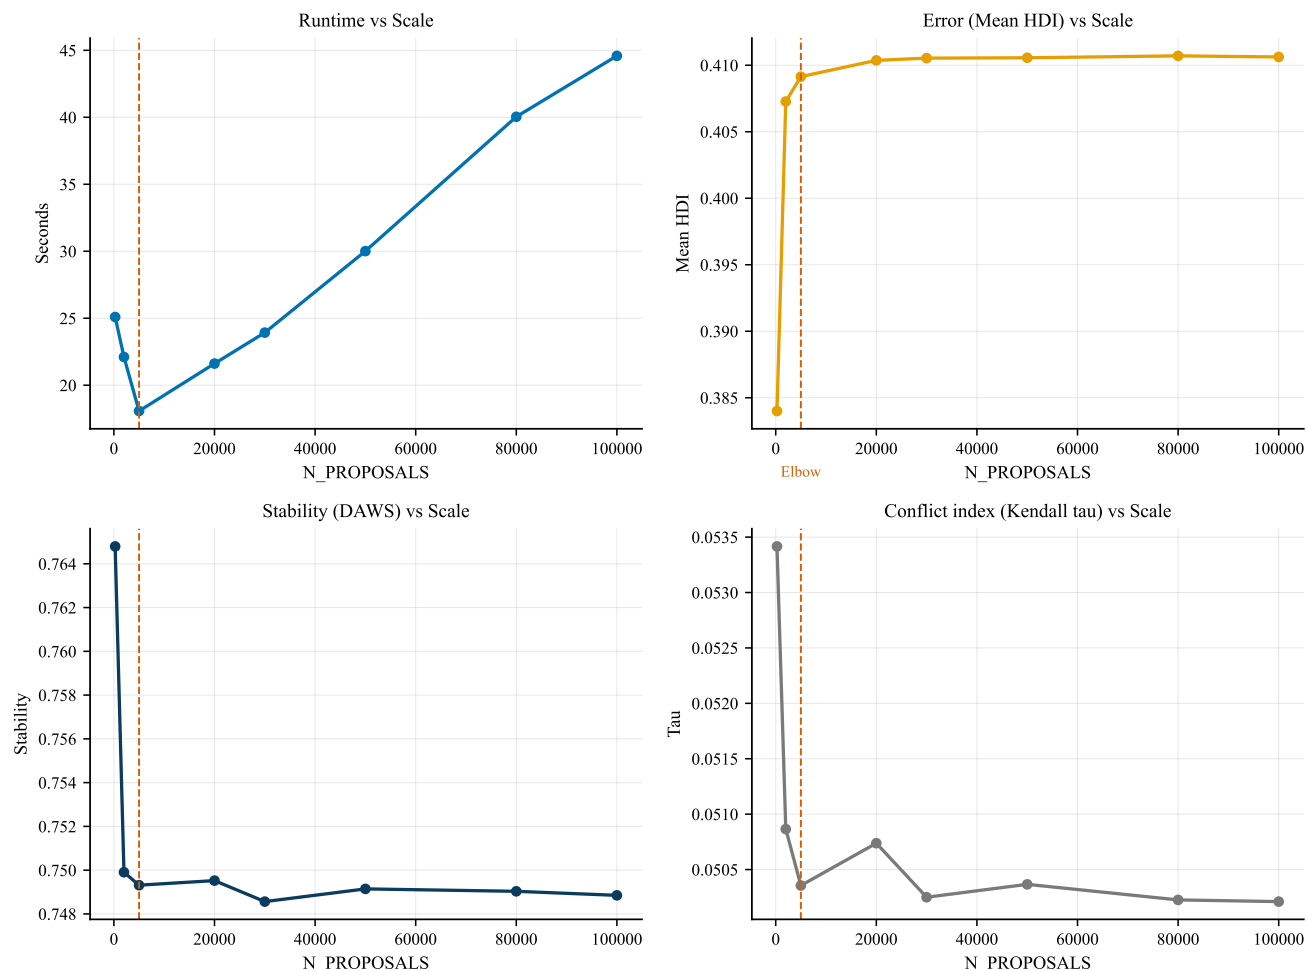 Runtime vs Scale
45
40
35
30
25
20
Seconds
0 20000 40000 60000 80000 100000
N_PROPOSALS
Error (Mean HDI) vs Scale
0.410
0.405
0.400
0.395
0.390
0.385
Mean HDI
0 20000 40000 60000 80000 100000
Elbow
N_PROPOSALS
Stability (DAWS) vs Scale
0.764
0.762
0.760
0.758
0.756
0.754
0.752
0.750
0.748
Stability
0 20000 40000 60000 80000 100000
N_PROPOSALS
Conflict index (Kendall tau) vs Scale
0.0535
0.0530
0.0525
0.0520
0.0515
0.0510
0.0505
Tau
0 20000 40000 60000 80000 100000
N_PROPOSALS